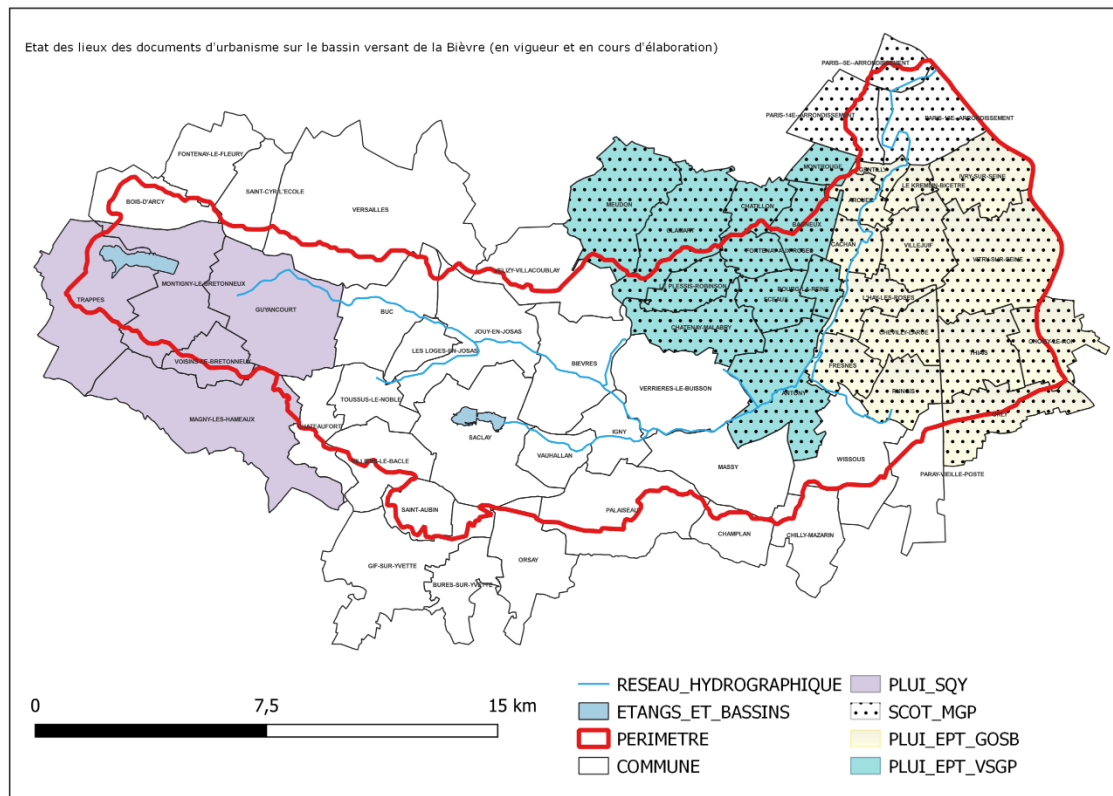 Etat des lieux des documents d'urbanisme sur le bassin versant de la Bièvre (en vigueur et en cours d'élaboration)
PARIS--5E--ARRONDISSEMENT
PARIS-14E--ARRONDISSEMENT
PARIS-13E--ARRONDISSEMENT
FONTENAY-LE-FLEURY
SAINT-CYR-L'ECOLE
BOIS-D'ARCY
VERSAILLES
MONTROUGE
GENTILLY
LE KREMLIN-BICETRE
IVRY-SUR-SEINE
MEUDON
CHATILLON
ARCUEIL
CLAMART
BAGNEUX
CACHAN
VILLEJUIF
FONTENAY-AUX-ROSES
VITRY-SUR-SEINE
VELIZY-VILLACOUBLAY
MONTIGNY-LE-BRETONNEUX
LE PLESSIS-ROBINSON
BOURG-LA-REINE
SCEAUX
L'HAY-LES-ROSES
TRAPPES
GUYANCOURT
BUC
JOUY-EN-JOSAS
CHATENAY-MALABRY
CHEVILLY-LARUE
LES LOGES-EN-JOSAS
THIAIS
CHOISY-LE-ROI
VOISINS-LE-BRETONNEUX
BIEVRES
FRESNES
VERRIERES-LE-BUISSON
ANTONY
RUNGIS
TOUSSUS-LE-NOBLE
MAGNY-LES-HAMEAUX
CHATEAUFORT
ORLY
SACLAY
IGNY
VAUHALLAN
VILLIERS-LE-BACLE
MASSY
WISSOUS
PARAY-VIEILLE-POSTE
SAINT-AUBIN
PALAISEAU
CHAMPLAN
CHILLY-MAZARIN
GIF-SUR-YVETTE
ORSAY
BURES-SUR-YVETTE
0 7,5 15 km
RESEAU_HYDROGRAPHIQUE
ETANGS_ET_BASSINS
PERIMETRE
COMMUNE
PLUI_SQY
SCOT_MGP
PLUI_EPT_GOSB
PLUI_EPT_VSGP